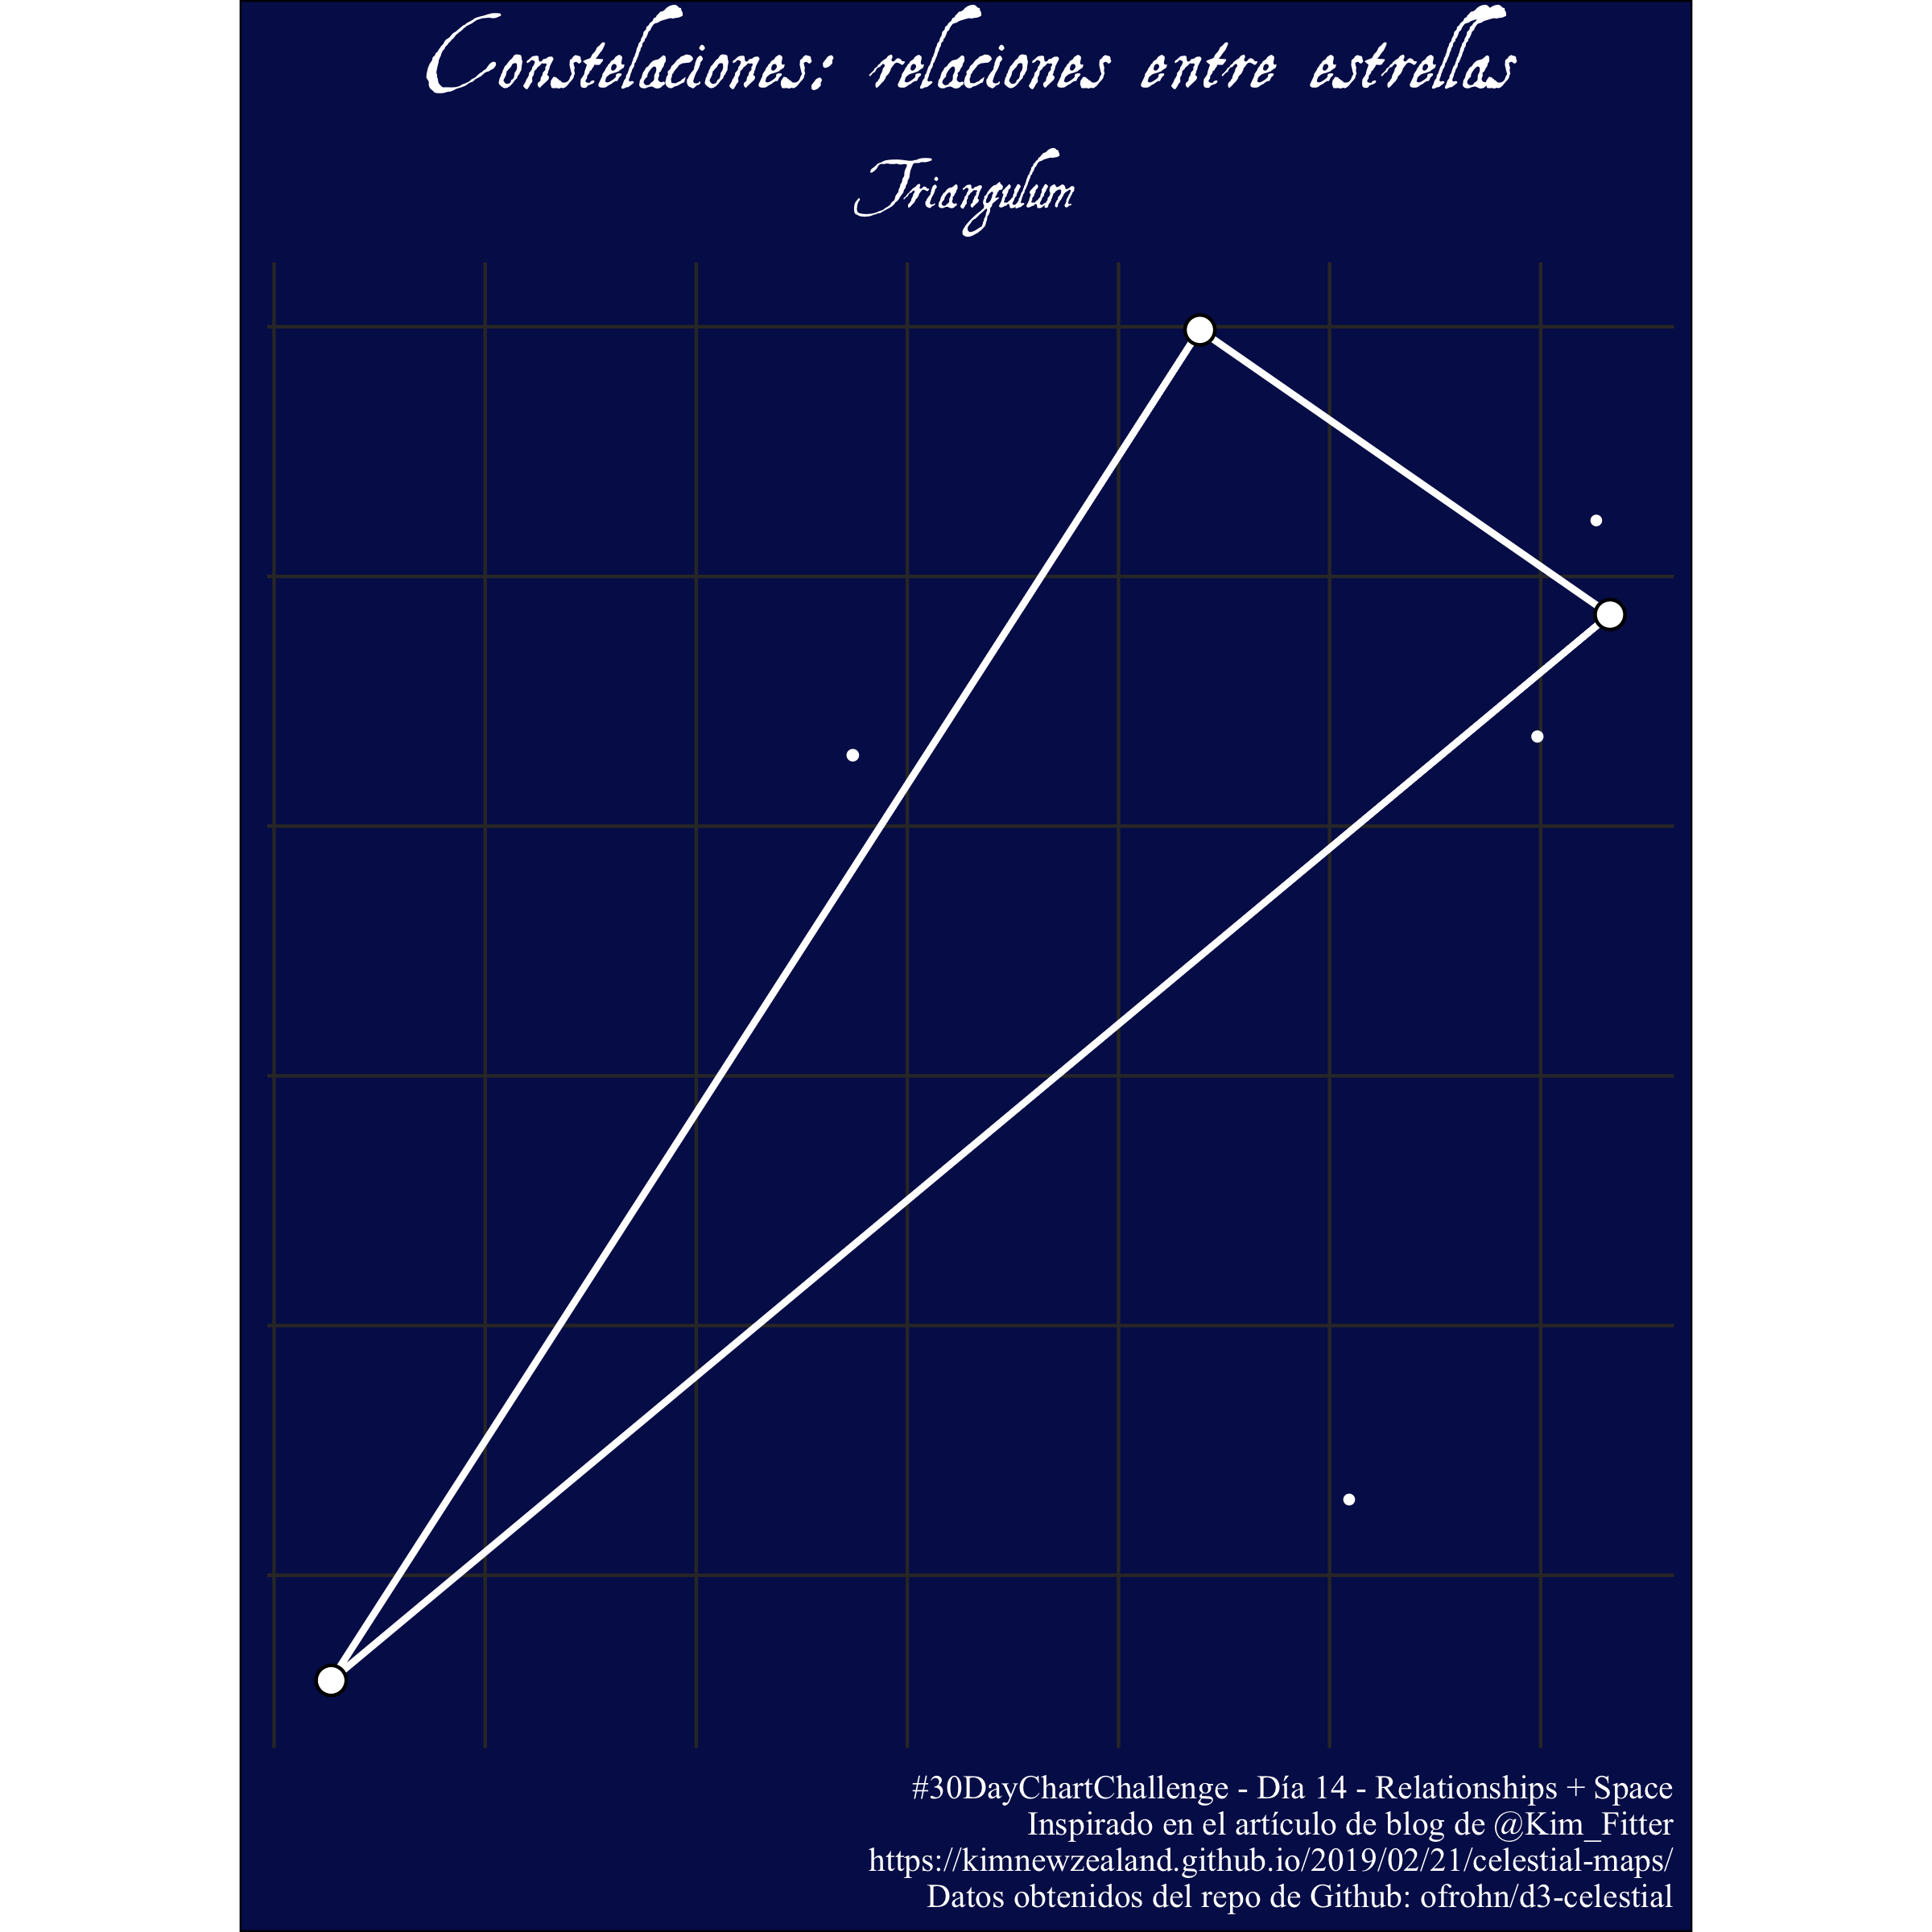 Constelaciones: relaciones entre estrellas
Triangulum
#30DayChartChallenge - Día 14 - Relationships + Space
Inspirado en el artículo de blog de @Kim_Fitter
https://kimnewzealand.github.io/2019/02/21/celestial-maps/
Datos obtenidos del repo de Github: ofrohn/d3-celestial